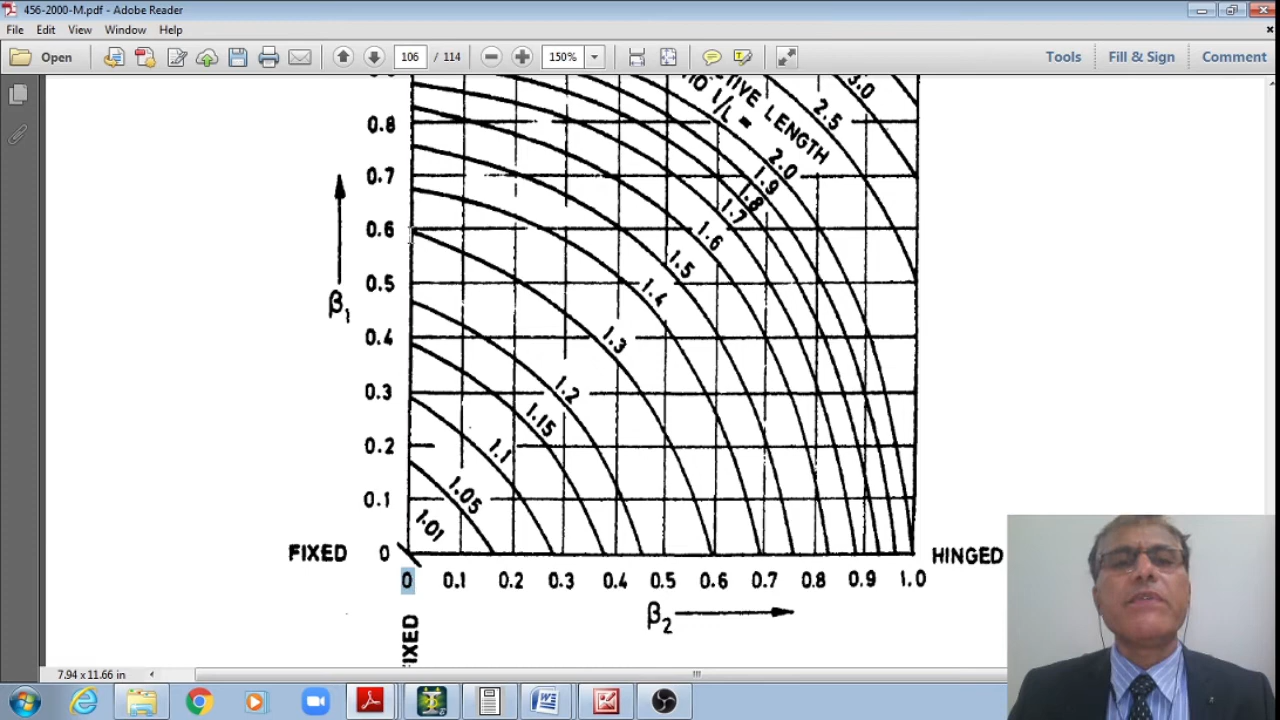 456-2000-M.pdf - Adobe Reader
File Edit View Window Help
Open 106 / 114 150% Tools Fill & Sign Comment
3.0
2.5
CTIVE LENGTH
IO l/L =
2.0
1.9
1.8
1.7
1.6
1.5
1.4
1.3
1.2
1.15
1.1
1.05
1.01
0.8
0.7
0.6
0.5
β₁
0.4
0.3
0.2
0.1
FIXED 0 HINGED
0 0.1 0.2 0.3 0.4 0.5 0.6 0.7 0.8 0.9 1.0
β₂
IXED
7.94 x 11.66 in